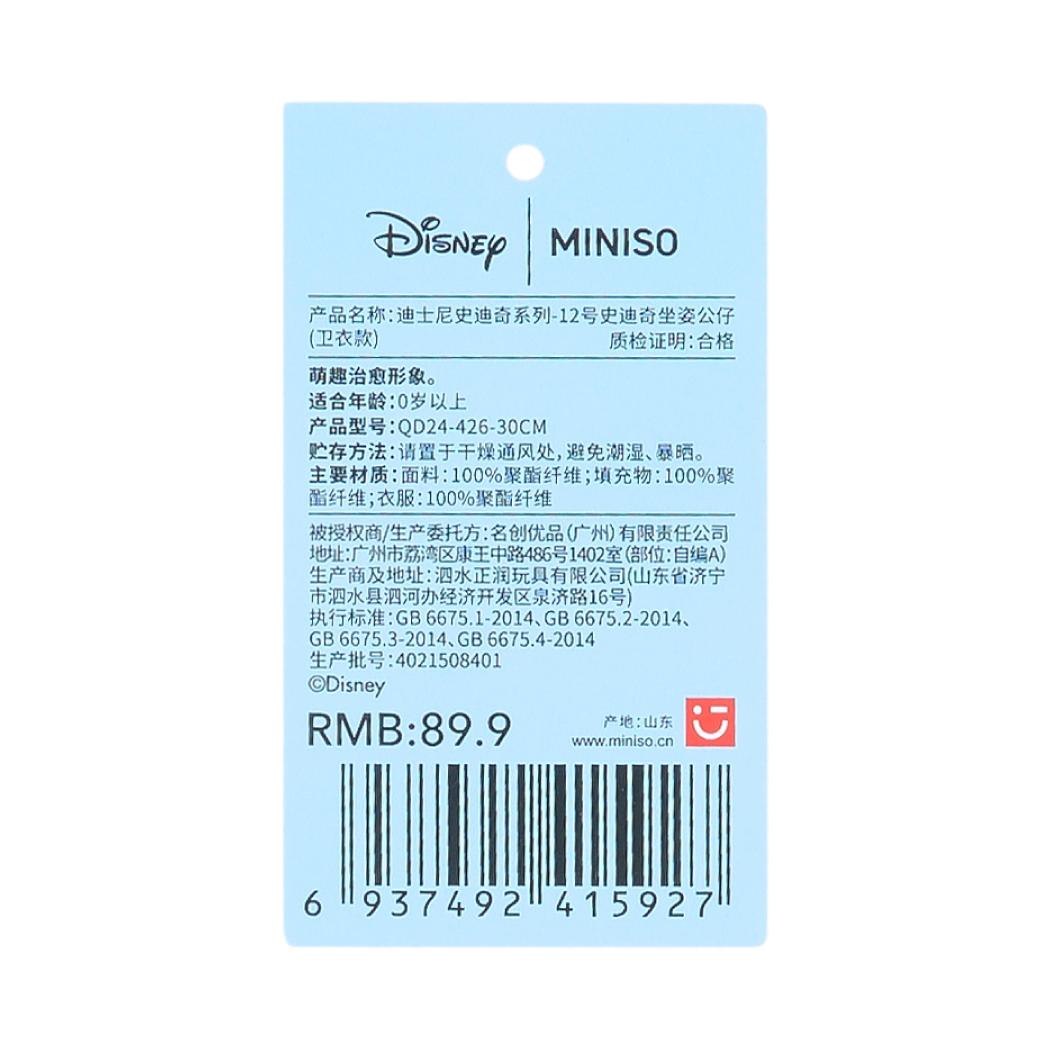 Disney | MINISO
产品名称:迪士尼史迪奇系列-12号史迪奇坐姿公仔
(卫衣款) 质检证明:合格
萌趣治愈形象。
适合年龄:0岁以上
产品型号:QD24-426-30CM
贮存方法:请置于干燥通风处,避免潮湿、暴晒。
主要材质:面料:100%聚酯纤维;填充物:100%聚
酯纤维;衣服:100%聚酯纤维
被授权商/生产委托方:名创优品(广州)有限责任公司
地址:广州市荔湾区康王中路486号1402室(部位:自编A)
生产商及地址:泗水正润玩具有限公司(山东省济宁
市泗水县泗河办经济开发区泉济路16号)
执行标准:GB 6675.1-2014、GB 6675.2-2014、
GB 6675.3-2014、GB 6675.4-2014
生产批号:4021508401
©Disney
RMB:89.9
产地:山东
www.miniso.cn
6 937492 415927